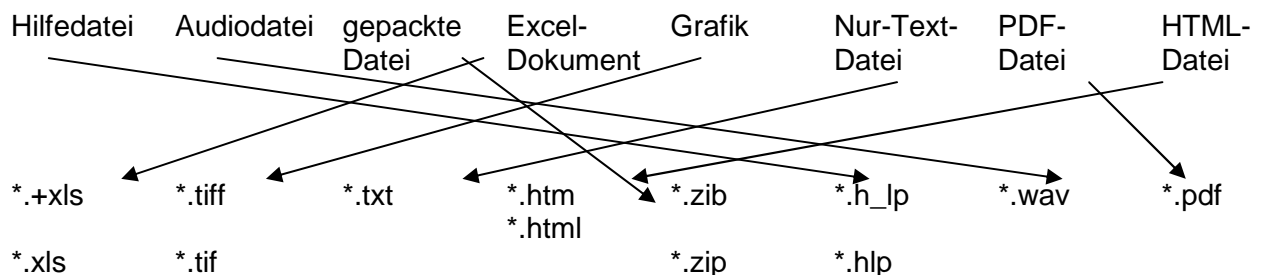 Hilfedatei Audiodatei gepackte Excel- Grafik Nur-Text- PDF- HTML-
Datei Dokument Datei Datei Datei
*.+xls *.tiff *.txt *.htm *.zib *.h_lp *.wav *.pdf
*.html
*.xls *.tif *.zip *.hlp